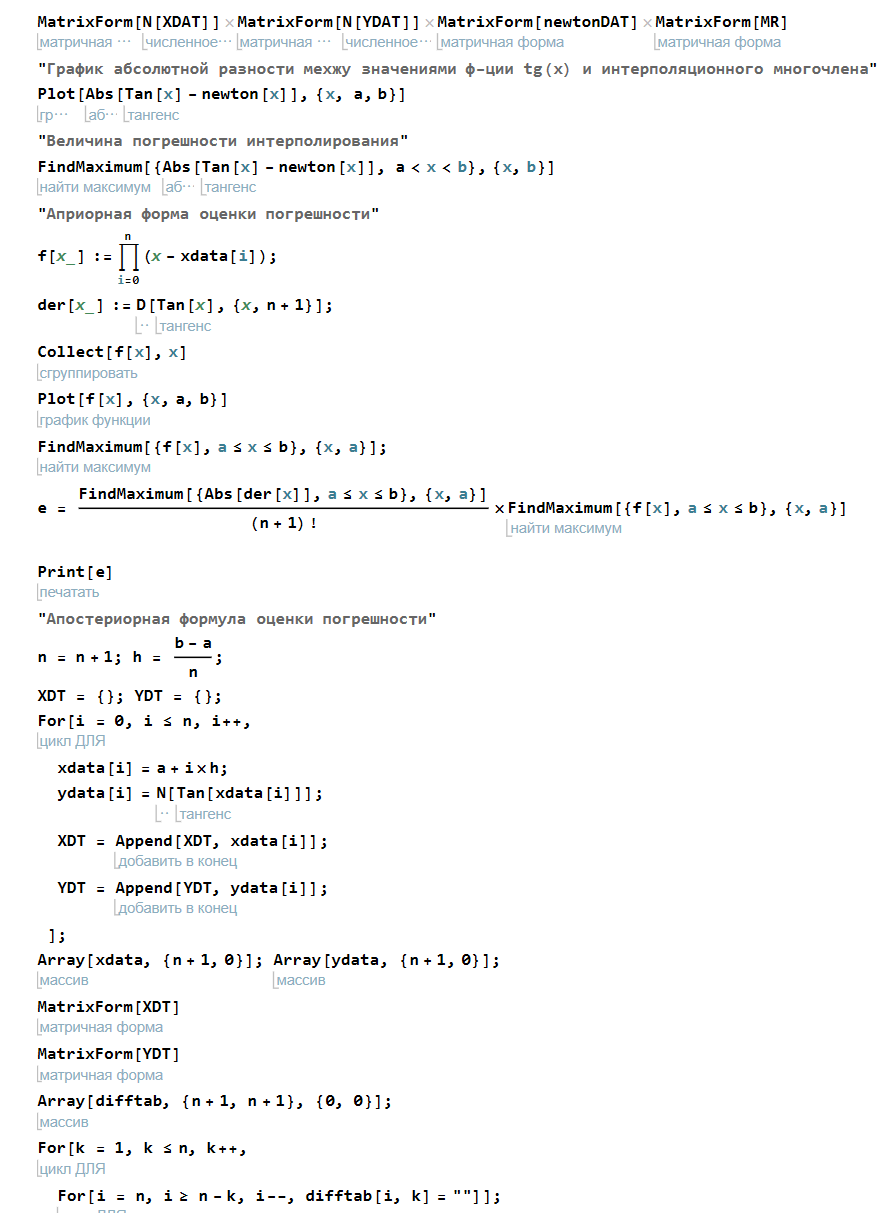 MatrixForm[N[XDAT]] × MatrixForm[N[YDAT]] × MatrixForm[newtonDAT] × MatrixForm[MR]
матричная ⋯ численное⋯ матричная ⋯ численное⋯ матричная форма матричная форма
"График абсолютной разности мехжу значениями ф-ции tg(x) и интерполяционного многочлена"
Plot[Abs[Tan[x] - newton[x]], {x, a, b}]
гр⋯ аб⋯ тангенс
"Величина погрешности интерполирования"
FindMaximum[{Abs[Tan[x] - newton[x]], a < x < b}, {x, b}]
найти максимум аб⋯ тангенс
"Априорная форма оценки погрешности"
n
f[x_] := ∏ (x - xdata[i]);
i=0
der[x_] := D[Tan[x], {x, n + 1}];
⋯ тангенс
Collect[f[x], x]
сгруппировать
Plot[f[x], {x, a, b}]
график функции
FindMaximum[{f[x], a ≤ x ≤ b}, {x, a}];
найти максимум
FindMaximum[{Abs[der[x]], a ≤ x ≤ b}, {x, a}]
e = × FindMaximum[{f[x], a ≤ x ≤ b}, {x, a}]
(n + 1) ! найти максимум
Print[e]
печатать
"Апостериорная формула оценки погрешности"
b - a
n = n + 1; h = ;
n
XDT = {}; YDT = {};
For[i = 0, i ≤ n, i++,
цикл ДЛЯ
xdata[i] = a + i × h;
ydata[i] = N[Tan[xdata[i]]];
⋯ тангенс
XDT = Append[XDT, xdata[i]];
добавить в конец
YDT = Append[YDT, ydata[i]];
добавить в конец
];
Array[xdata, {n + 1, 0}]; Array[ydata, {n + 1, 0}];
массив массив
MatrixForm[XDT]
матричная форма
MatrixForm[YDT]
матричная форма
Array[difftab, {n + 1, n + 1}, {0, 0}];
массив
For[k = 1, k ≤ n, k++,
цикл ДЛЯ
For[i = n, i ≥ n - k, i--, difftab[i, k] = ""]];